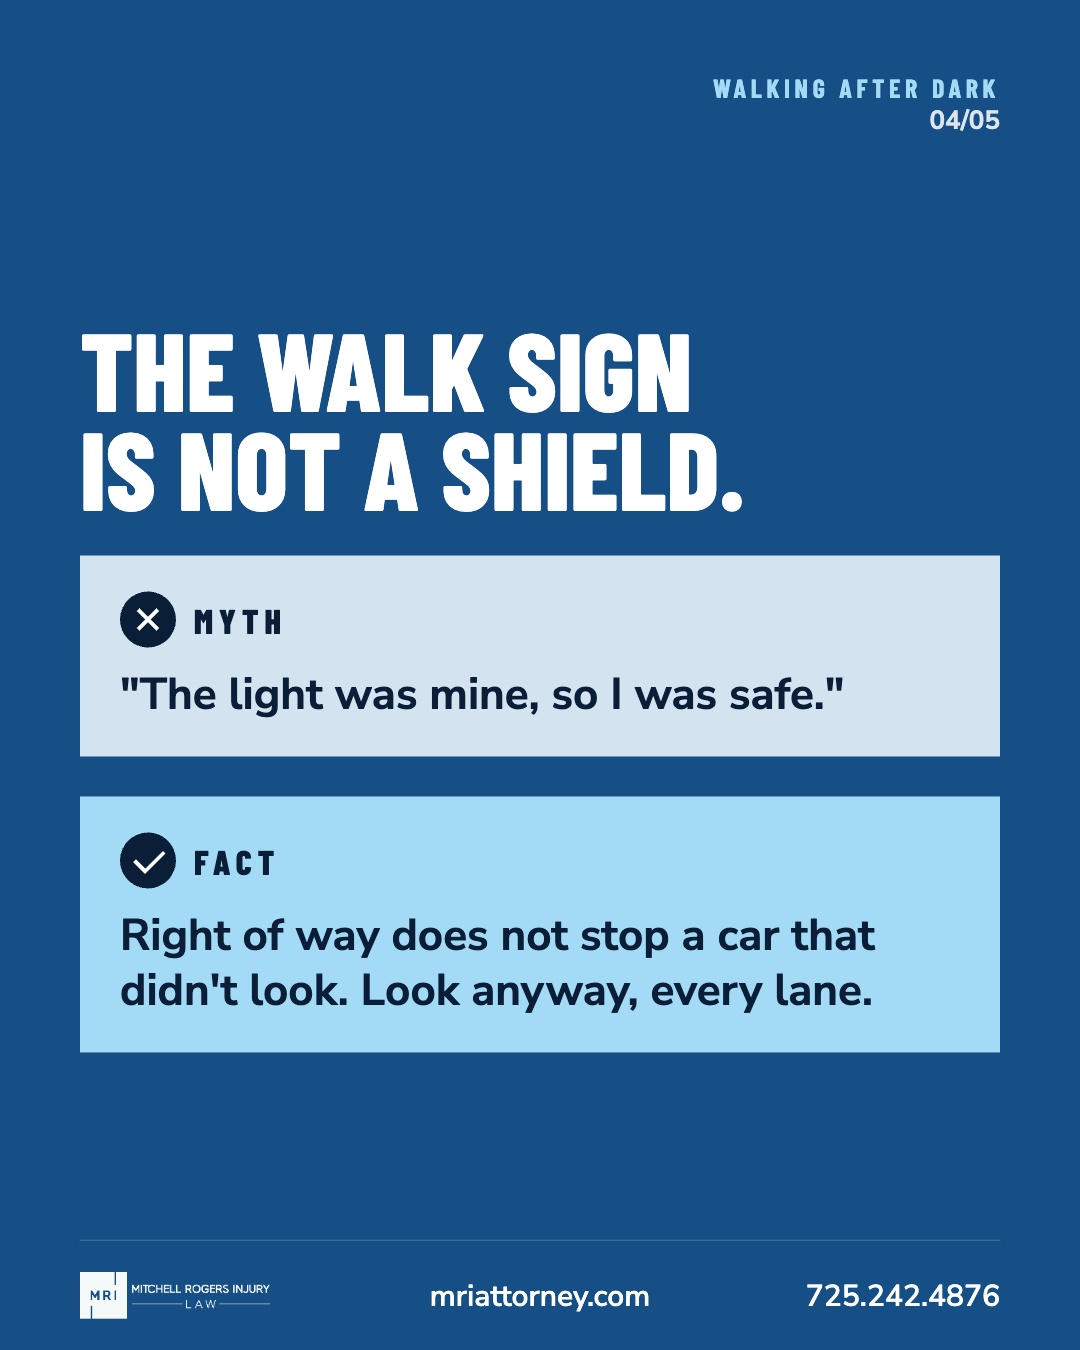 WALKING AFTER DARK
04/05
THE WALK SIGN
IS NOT A SHIELD.
MYTH
"The light was mine, so I was safe."
FACT
Right of way does not stop a car that
didn't look. Look anyway, every lane.
MRI
MITCHELL ROGERS INJURY
LAW
mriattorney.com
725.242.4876